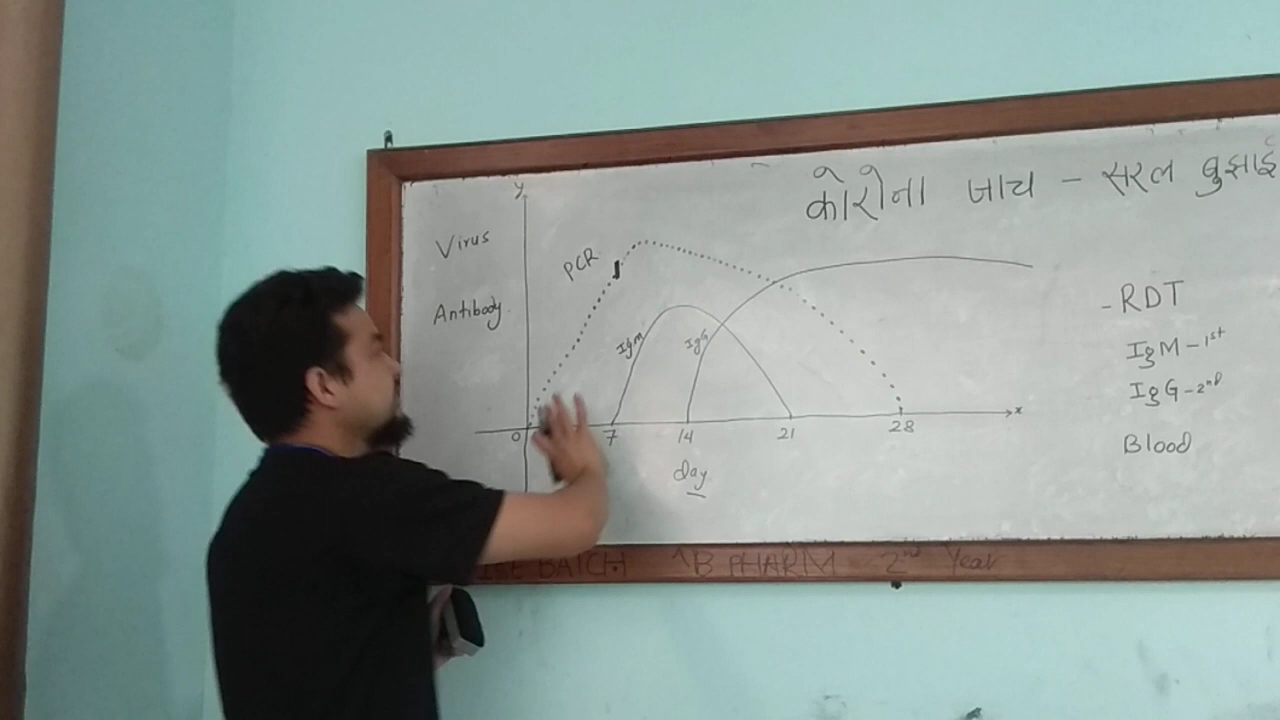 कोरोना जाच - सरल बुझाई
y
Virus
PCR
Antibody
IgM
IgG
- RDT
IgM - 1st
IgG - 2nd
Blood
0 7 14 21 28 x
day
BATCH B PHARM 2nd Year